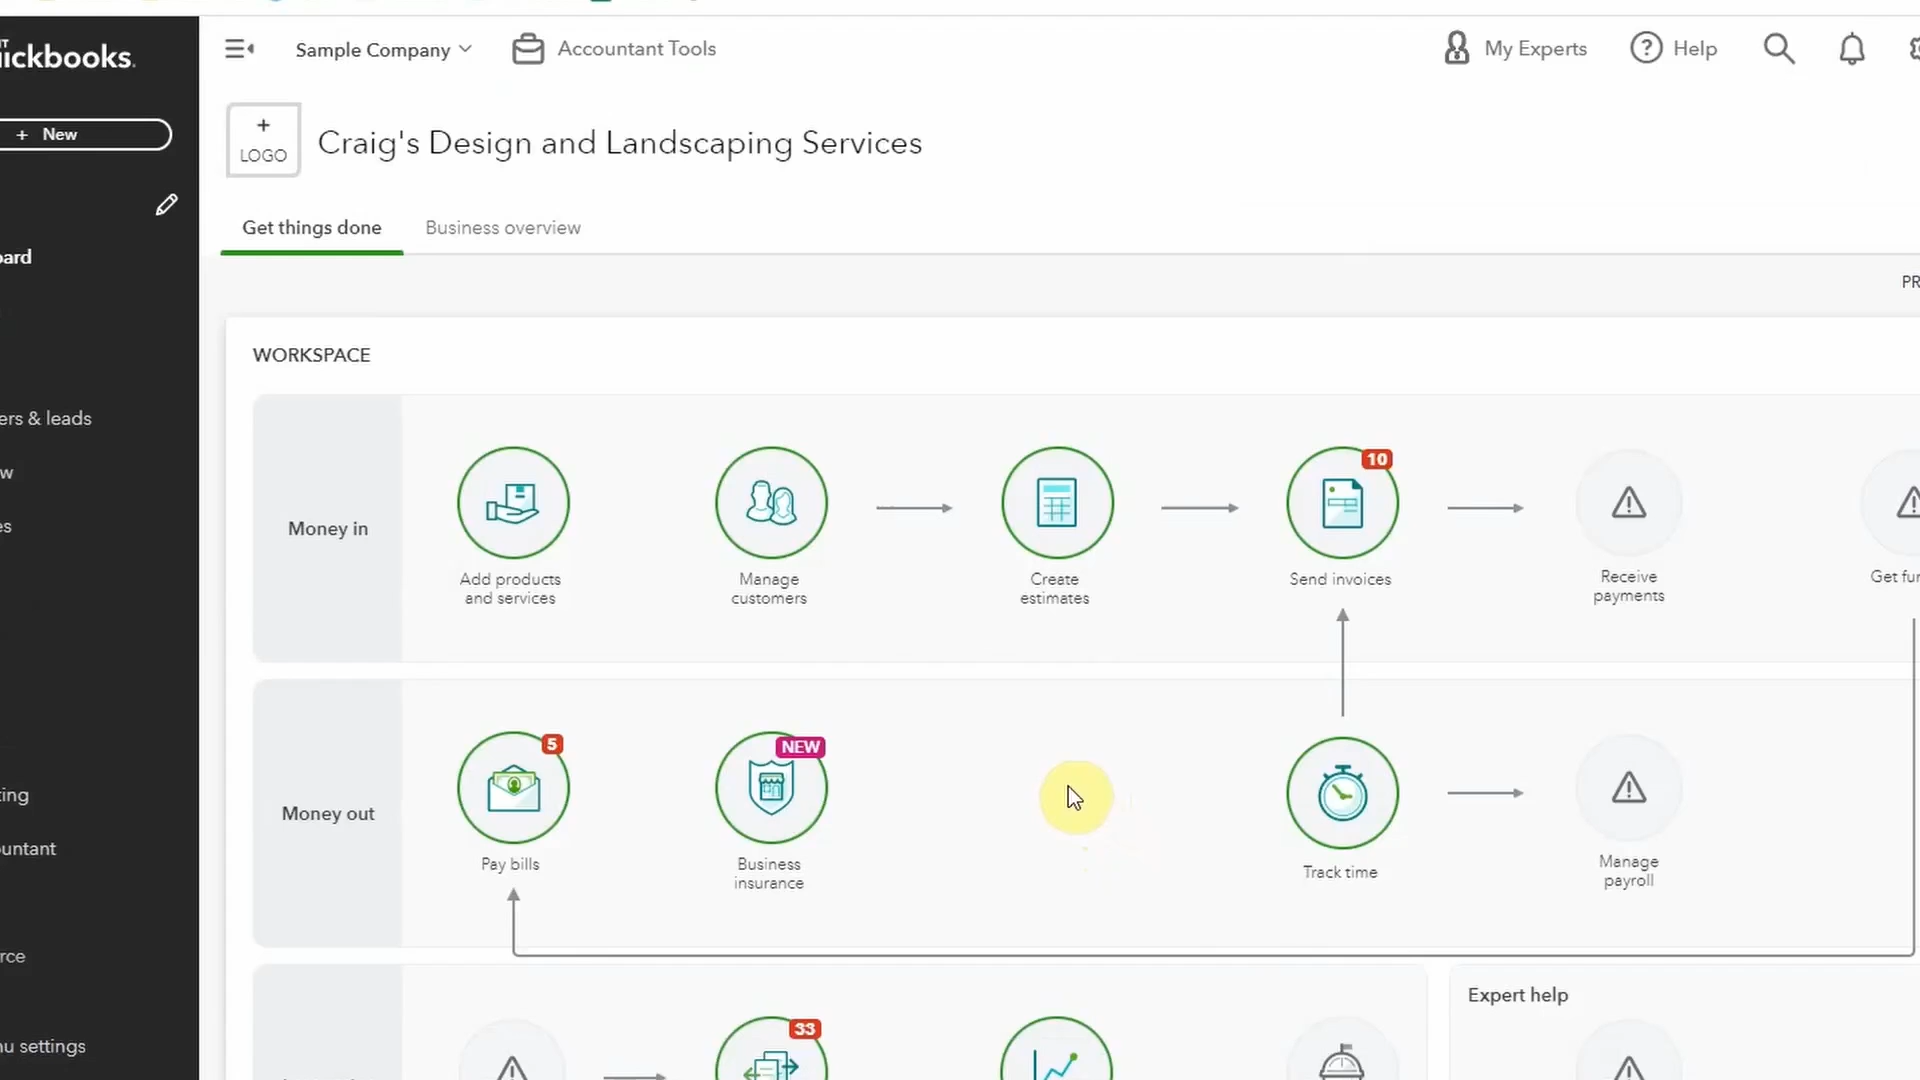 ickbooks.
Sample Company
Accountant Tools
My Experts
? Help
+ New
+
LOGO
Craig's Design and Landscaping Services
Get things done
Business overview
ard
PR
WORKSPACE
ers & leads
w
es
ing
untant
rce
u settings
Money in
10
Add products
and services
Manage
customers
Create
estimates
Send invoices
Receive
payments
Get fu
Money out
5
NEW
Pay bills
Business
insurance
Track time
Manage
payroll
Expert help
33